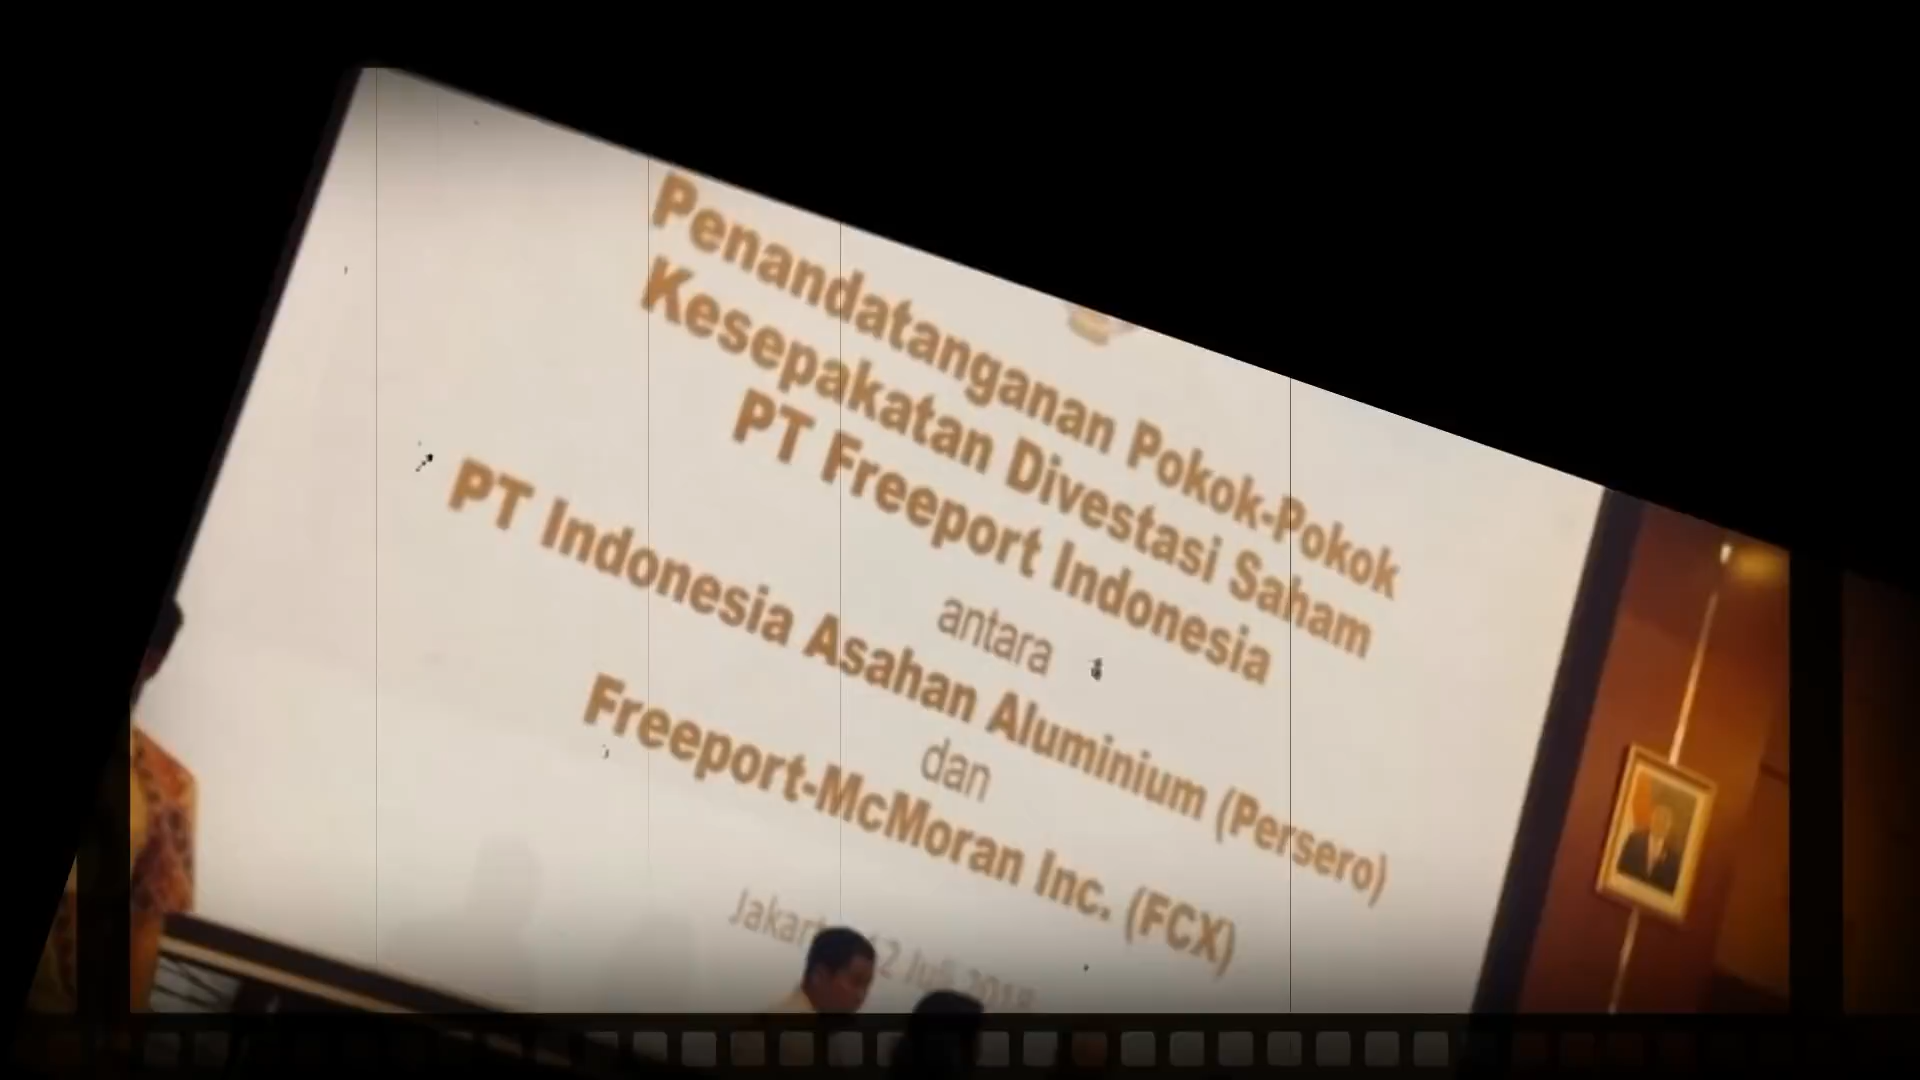 Penandatanganan Pokok-Pokok
Kesepakatan Divestasi Saham
PT Freeport Indonesia
antara
PT Indonesia Asahan Aluminium (Persero)
dan
Freeport-McMoran Inc. (FCX)
Juli